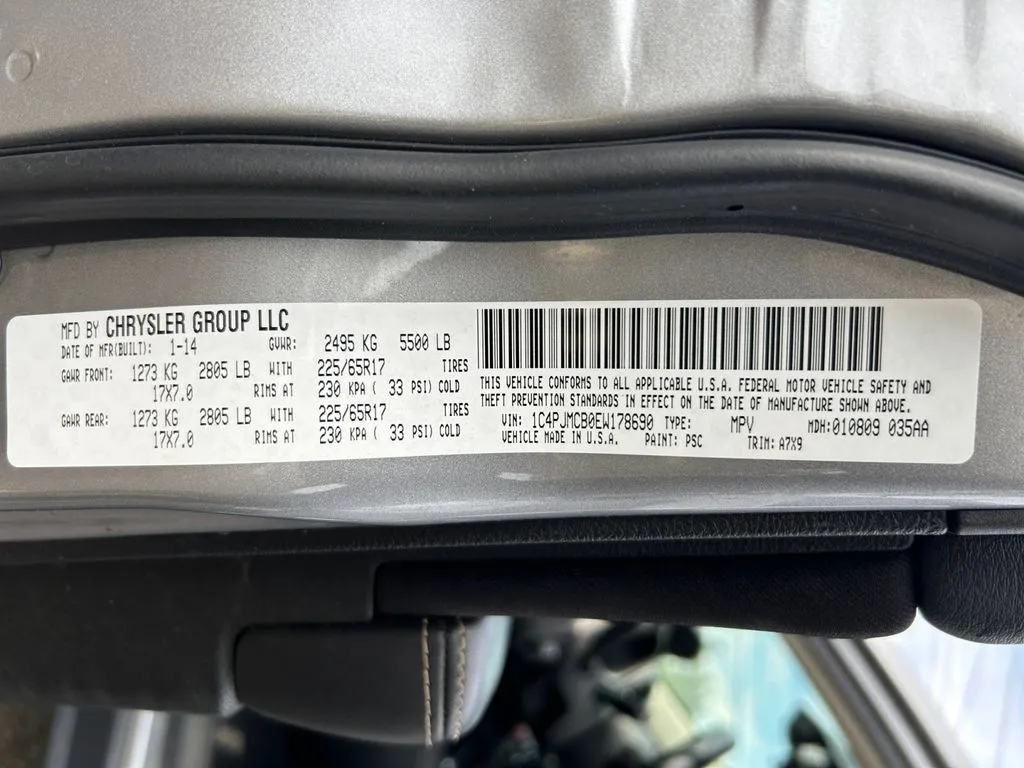 MFD BY CHRYSLER GROUP LLC
DATE OF MFR(BUILT): 1-14 GVWR: 2495 KG 5500 LB
GAWR FRONT: 1273 KG 2805 LB WITH 225/65R17 TIRES
17X7.0 RIMS AT 230 KPA ( 33 PSI) COLD
GAWR REAR: 1273 KG 2805 LB WITH 225/65R17 TIRES
17X7.0 RIMS AT 230 KPA ( 33 PSI) COLD
THIS VEHICLE CONFORMS TO ALL APPLICABLE U.S.A. FEDERAL MOTOR VEHICLE SAFETY AND
THEFT PREVENTION STANDARDS IN EFFECT ON THE DATE OF MANUFACTURE SHOWN ABOVE.
VIN: 1C4PJMCB0EW178690 TYPE: MPV MDH:010809 035AA
VEHICLE MADE IN U.S.A. PAINT: PSC TRIM: A7X9